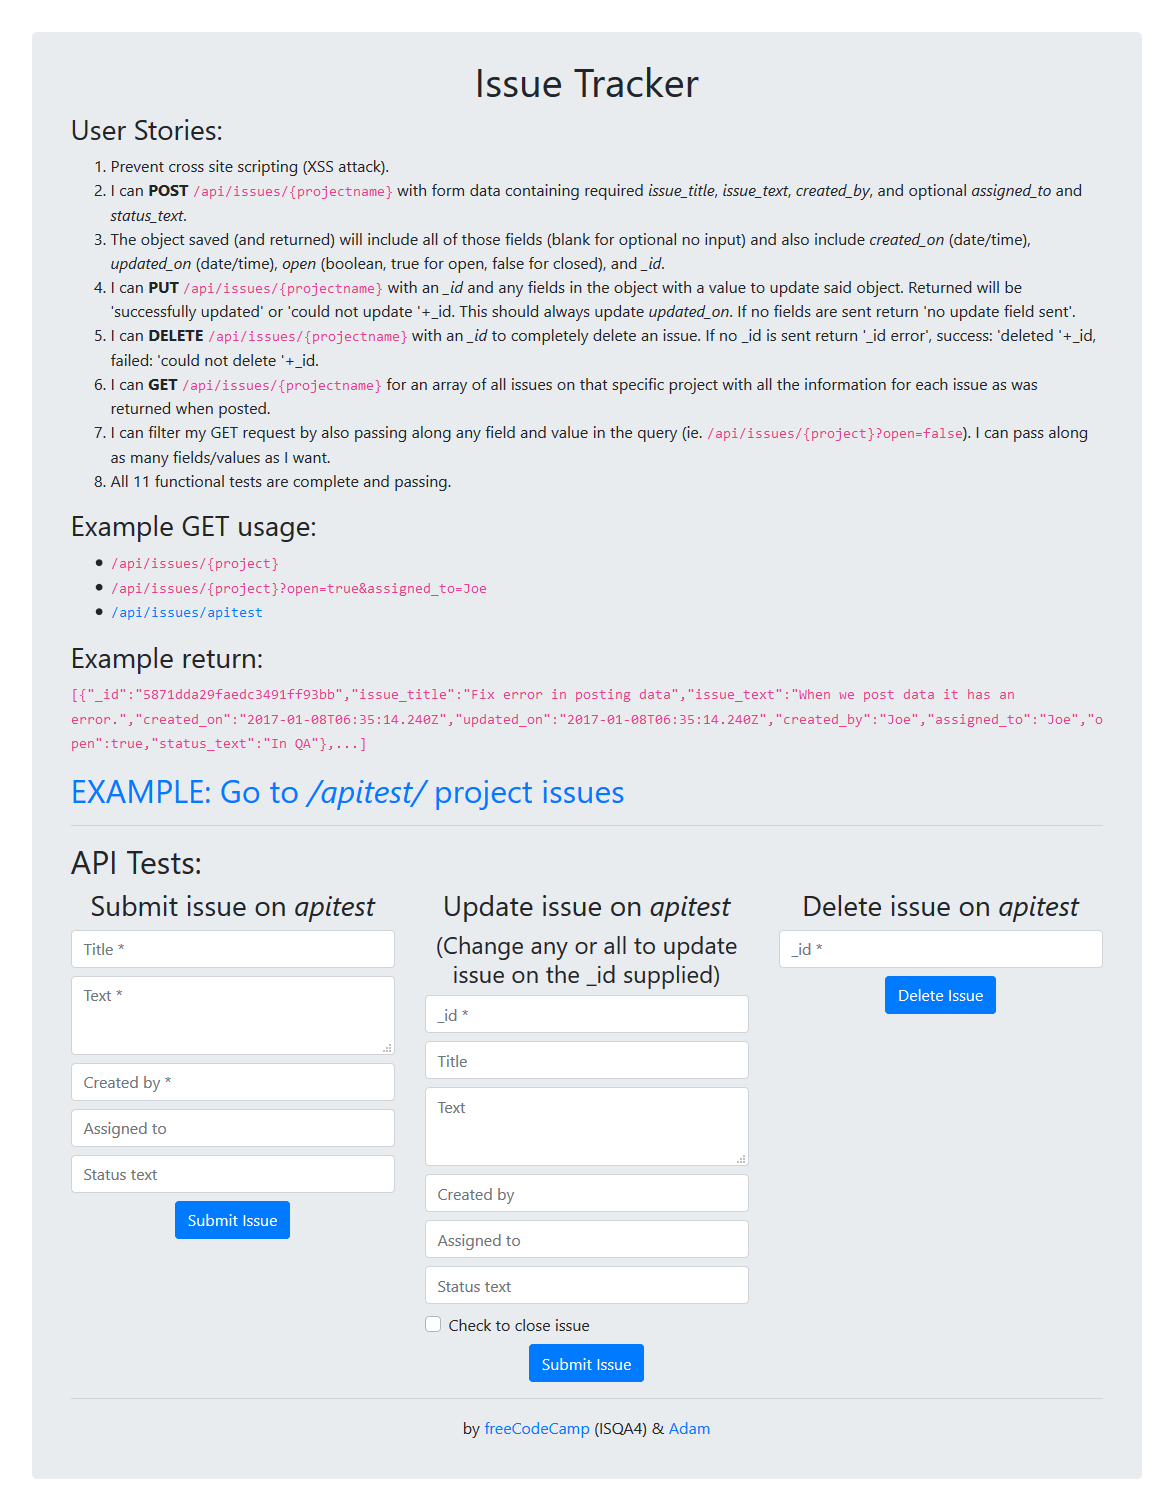 Issue Tracker
User Stories:
1. Prevent cross site scripting (XSS attack).
2. I can POST /api/issues/{projectname} with form data containing required issue_title, issue_text, created_by, and optional assigned_to and
status_text.
3. The object saved (and returned) will include all of those fields (blank for optional no input) and also include created_on (date/time),
updated_on (date/time), open (boolean, true for open, false for closed), and _id.
4. I can PUT /api/issues/{projectname} with an _id and any fields in the object with a value to update said object. Returned will be
'successfully updated' or 'could not update '+_id. This should always update updated_on. If no fields are sent return 'no update field sent'.
5. I can DELETE /api/issues/{projectname} with an _id to completely delete an issue. If no _id is sent return '_id error', success: 'deleted '+_id,
failed: 'could not delete '+_id.
6. I can GET /api/issues/{projectname} for an array of all issues on that specific project with all the information for each issue as was
returned when posted.
7. I can filter my GET request by also passing along any field and value in the query (ie. /api/issues/{project}?open=false). I can pass along
as many fields/values as I want.
8. All 11 functional tests are complete and passing.
Example GET usage:
• /api/issues/{project}
• /api/issues/{project}?open=true&assigned_to=Joe
• /api/issues/apitest
Example return:
[{"_id":"5871dda29faedc3491ff93bb","issue_title":"Fix error in posting data","issue_text":"When we post data it has an
error.","created_on":"2017-01-08T06:35:14.240Z","updated_on":"2017-01-08T06:35:14.240Z","created_by":"Joe","assigned_to":"Joe","o
pen":true,"status_text":"In QA"},...]
EXAMPLE: Go to /apitest/ project issues
API Tests:
Submit issue on apitest
Title *
Text *
Created by *
Assigned to
Status text
Submit Issue
Update issue on apitest
(Change any or all to update
issue on the _id supplied)
_id *
Title
Text
Created by
Assigned to
Status text
Check to close issue
Submit Issue
Delete issue on apitest
_id *
Delete Issue
by freeCodeCamp (ISQA4) & Adam